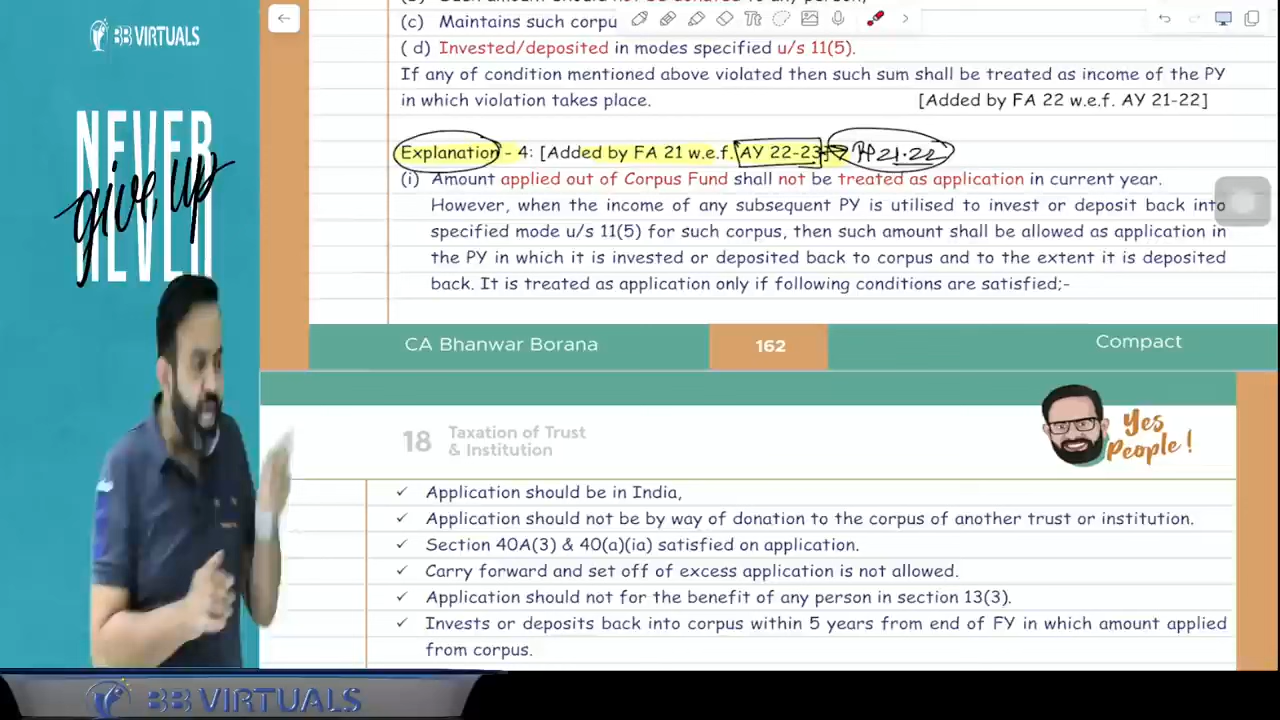 BB VIRTUALS
NEVER
give up
NEVER
(c) Maintains such corpu
(d) Invested/deposited in modes specified u/s 11(5).
If any of condition mentioned above violated then such sum shall be treated as income of the PY
in which violation takes place. [Added by FA 22 w.e.f. AY 21-22]
Explanation - 4: [Added by FA 21 w.e.f. AY 22-23 PY 21-22
(i) Amount applied out of Corpus Fund shall not be treated as application in current year.
However, when the income of any subsequent PY is utilised to invest or deposit back into
specified mode u/s 11(5) for such corpus, then such amount shall be allowed as application in
the PY in which it is invested or deposited back to corpus and to the extent it is deposited
back. It is treated as application only if following conditions are satisfied;-
CA Bhanwar Borana 162 Compact
18 Taxation of Trust
& Institution
Yes
People!
✓ Application should be in India,
✓ Application should not be by way of donation to the corpus of another trust or institution.
✓ Section 40A(3) & 40(a)(ia) satisfied on application.
✓ Carry forward and set off of excess application is not allowed.
✓ Application should not for the benefit of any person in section 13(3).
✓ Invests or deposits back into corpus within 5 years from end of FY in which amount applied
from corpus.
BB VIRTUALS